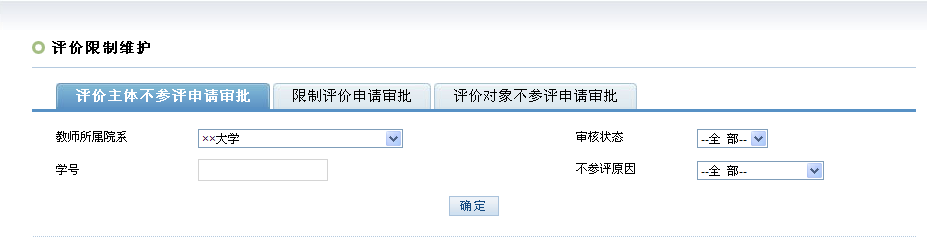 评价限制维护
评价主体不参评申请审批 限制评价申请审批 评价对象不参评申请审批
教师所属院系 ××大学 审核状态 --全 部--
学号 不参评原因 --全 部--
确定